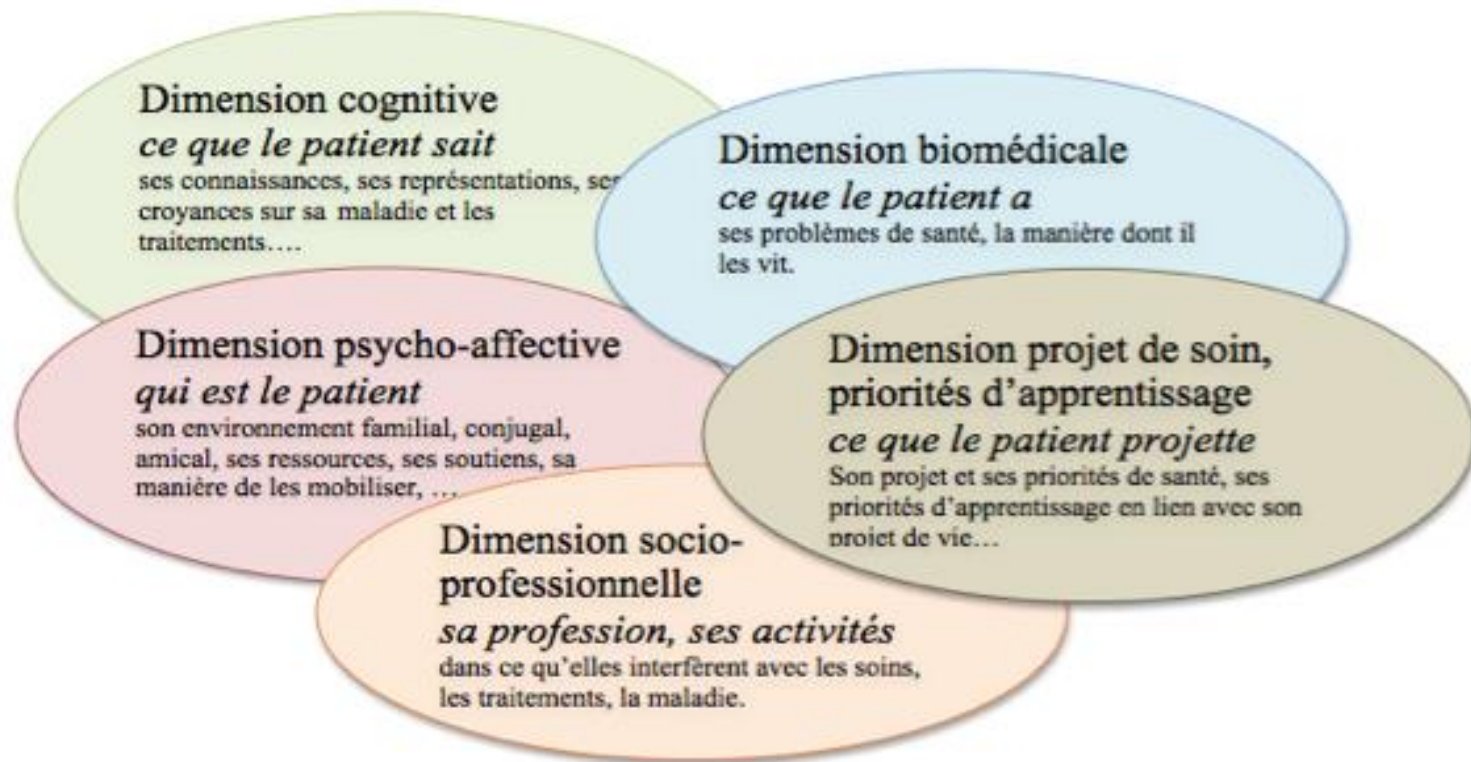 Dimension cognitive
ce que le patient sait
ses connaissances, ses représentations, ses
croyances sur sa maladie et les
traitements….
Dimension biomédicale
ce que le patient a
ses problèmes de santé, la manière dont il
les vit.
Dimension psycho-affective
qui est le patient
son environnement familial, conjugal,
amical, ses ressources, ses soutiens, sa
manière de les mobiliser, …
Dimension projet de soin,
priorités d’apprentissage
ce que le patient projette
Son projet et ses priorités de santé, ses
priorités d’apprentissage en lien avec son
projet de vie…
Dimension socio-
professionnelle
sa profession, ses activités
dans ce qu’elles interfèrent avec les soins,
les traitements, la maladie.